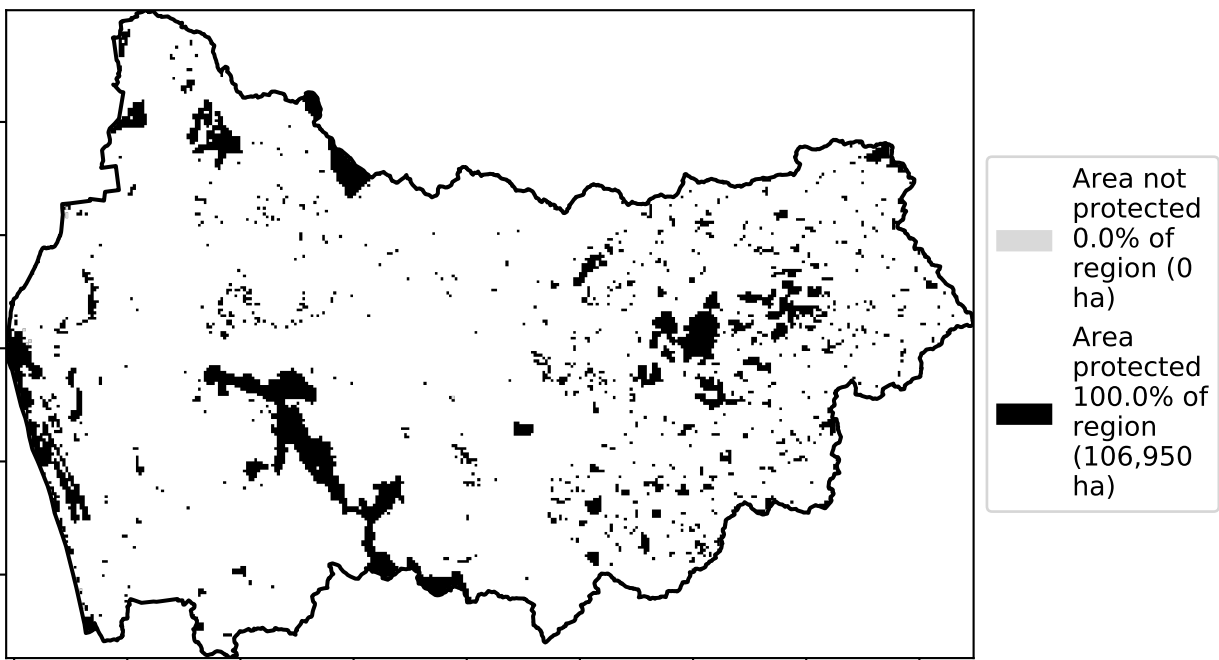 Area not
protected
0.0% of
region (0
ha)
Area
protected
100.0% of
region
(106,950
ha)